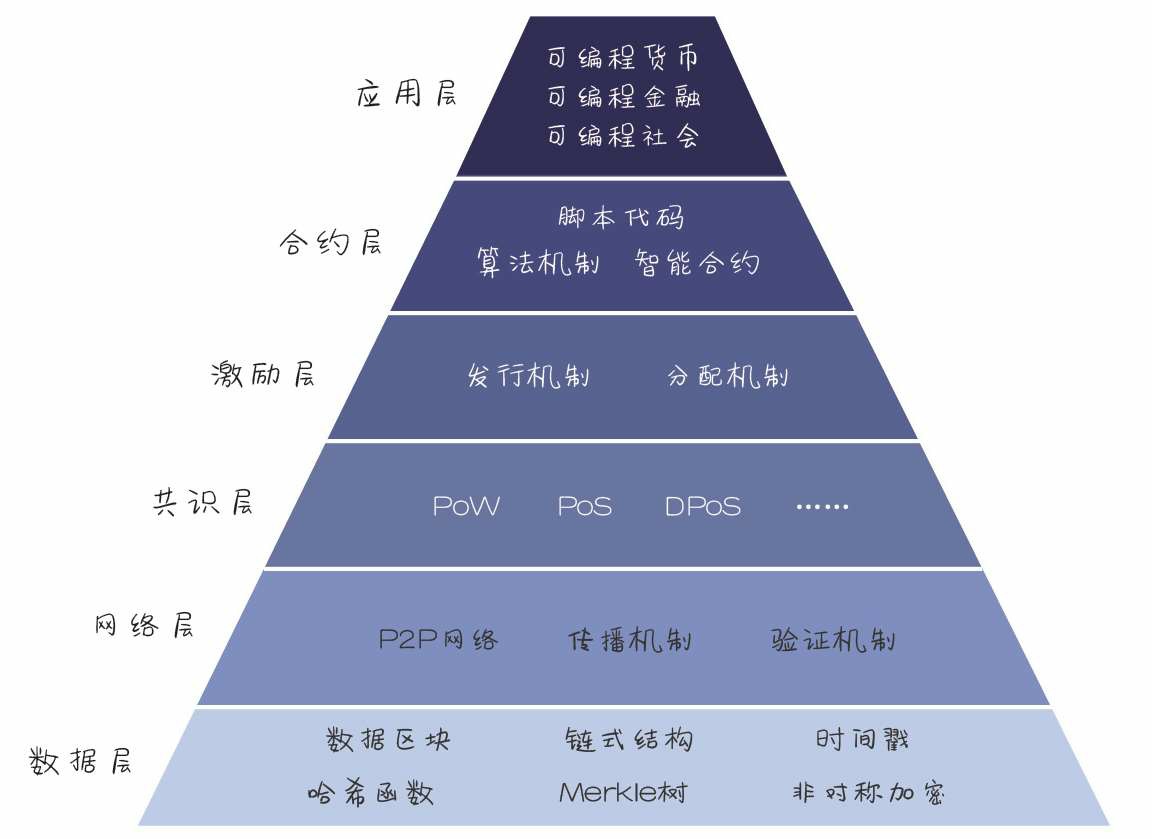 可编程货币
应用层
可编程金融
可编程社会
脚本代码
合约层
算法机制 智能合约
激励层
发行机制 分配机制
共识层
PoW PoS DPoS ……
网络层
P2P网络 传播机制 验证机制
数据区块 链式结构 时间戳
数据层
哈希函数 Merkle树 非对称加密